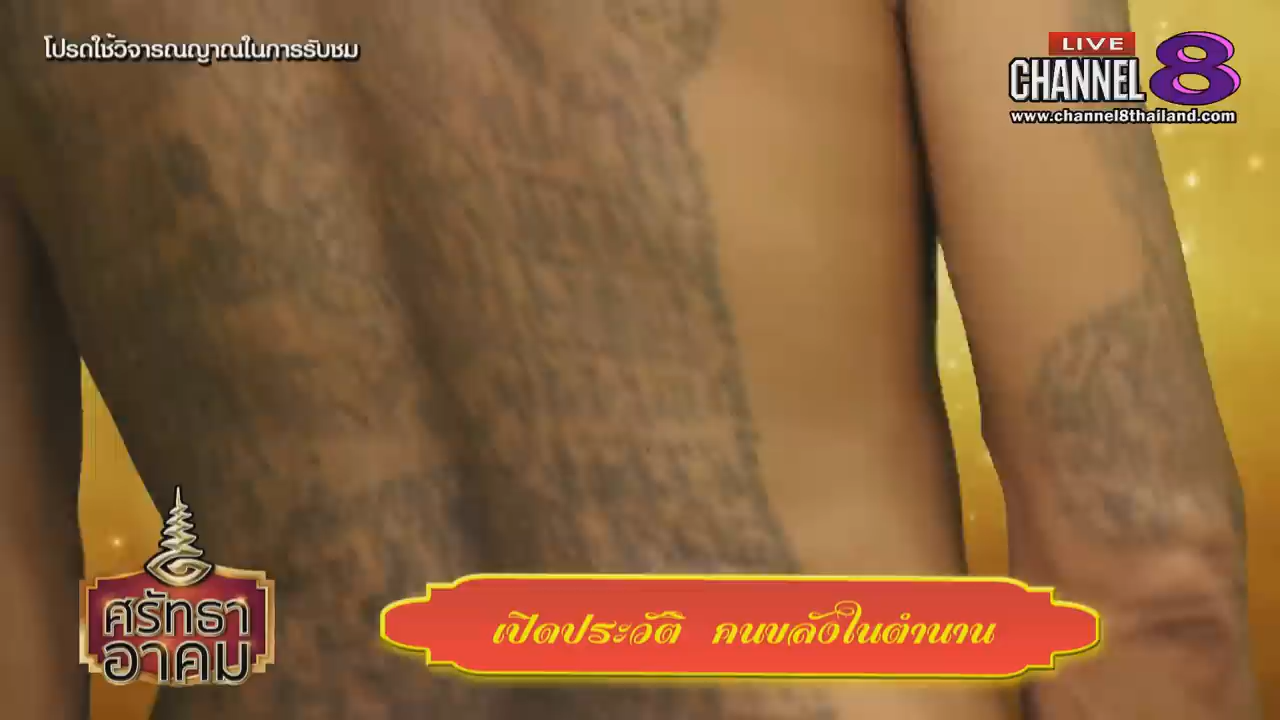 โปรดใช้วิจารณญาณในการรับชม
LIVE
CHANNEL 8
www.channel8thailand.com
ศรัทธา
อาคม
เปิดประวัติ คนขลังในตำนาน